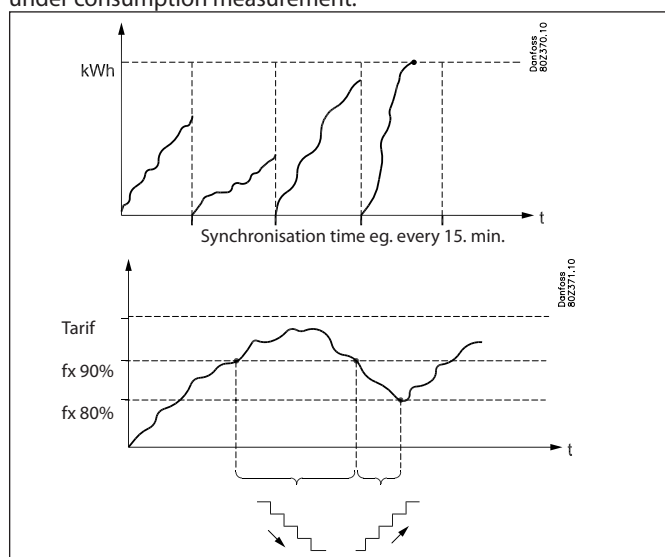 under consumption measurement.
kWh
Danfoss
80Z370.10
t
Synchronisation time eg. every 15. min.
Danfoss
80Z371.10
Tarif
fx 90%
fx 80%
t